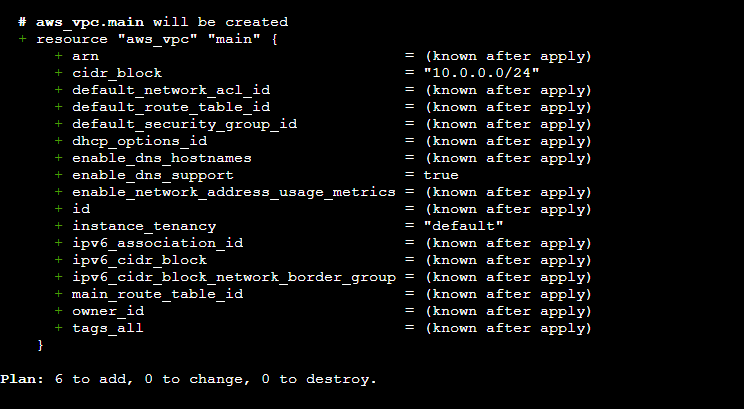 # aws_vpc.main will be created
+ resource "aws_vpc" "main" {
+ arn = (known after apply)
+ cidr_block = "10.0.0.0/24"
+ default_network_acl_id = (known after apply)
+ default_route_table_id = (known after apply)
+ default_security_group_id = (known after apply)
+ dhcp_options_id = (known after apply)
+ enable_dns_hostnames = (known after apply)
+ enable_dns_support = true
+ enable_network_address_usage_metrics = (known after apply)
+ id = (known after apply)
+ instance_tenancy = "default"
+ ipv6_association_id = (known after apply)
+ ipv6_cidr_block = (known after apply)
+ ipv6_cidr_block_network_border_group = (known after apply)
+ main_route_table_id = (known after apply)
+ owner_id = (known after apply)
+ tags_all = (known after apply)
}
Plan: 6 to add, 0 to change, 0 to destroy.